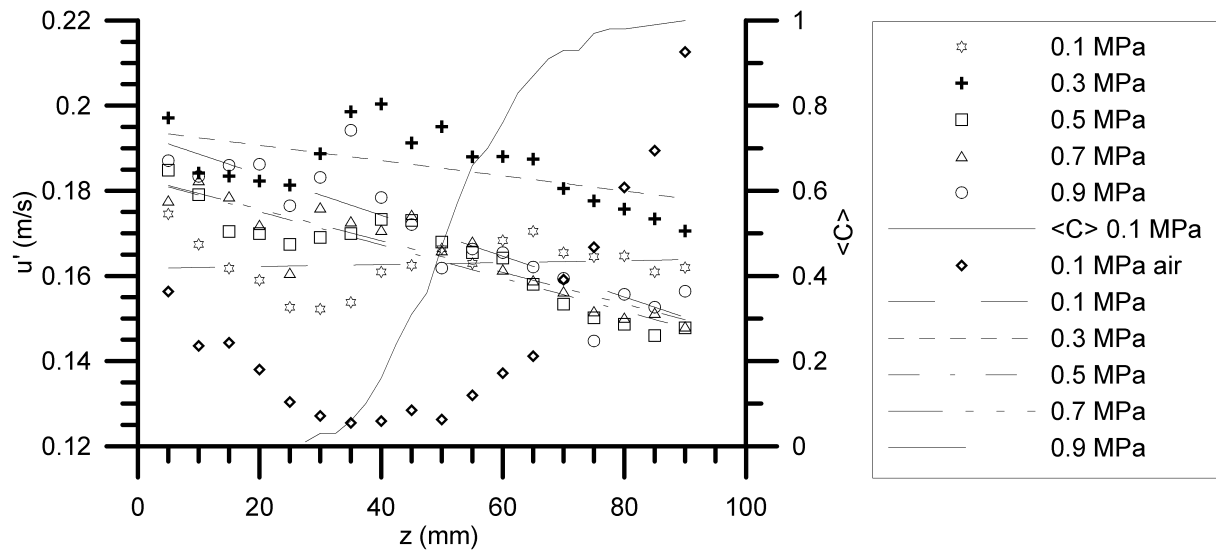 0.22
0.2
0.18
0.16
0.14
0.12
u' (m/s)
0 20 40 60 80 100
z (mm)
1
0.8
0.6
0.4
0.2
0
<C>
0.1 MPa
0.3 MPa
0.5 MPa
0.7 MPa
0.9 MPa
<C> 0.1 MPa
0.1 MPa air
0.1 MPa
0.3 MPa
0.5 MPa
0.7 MPa
0.9 MPa